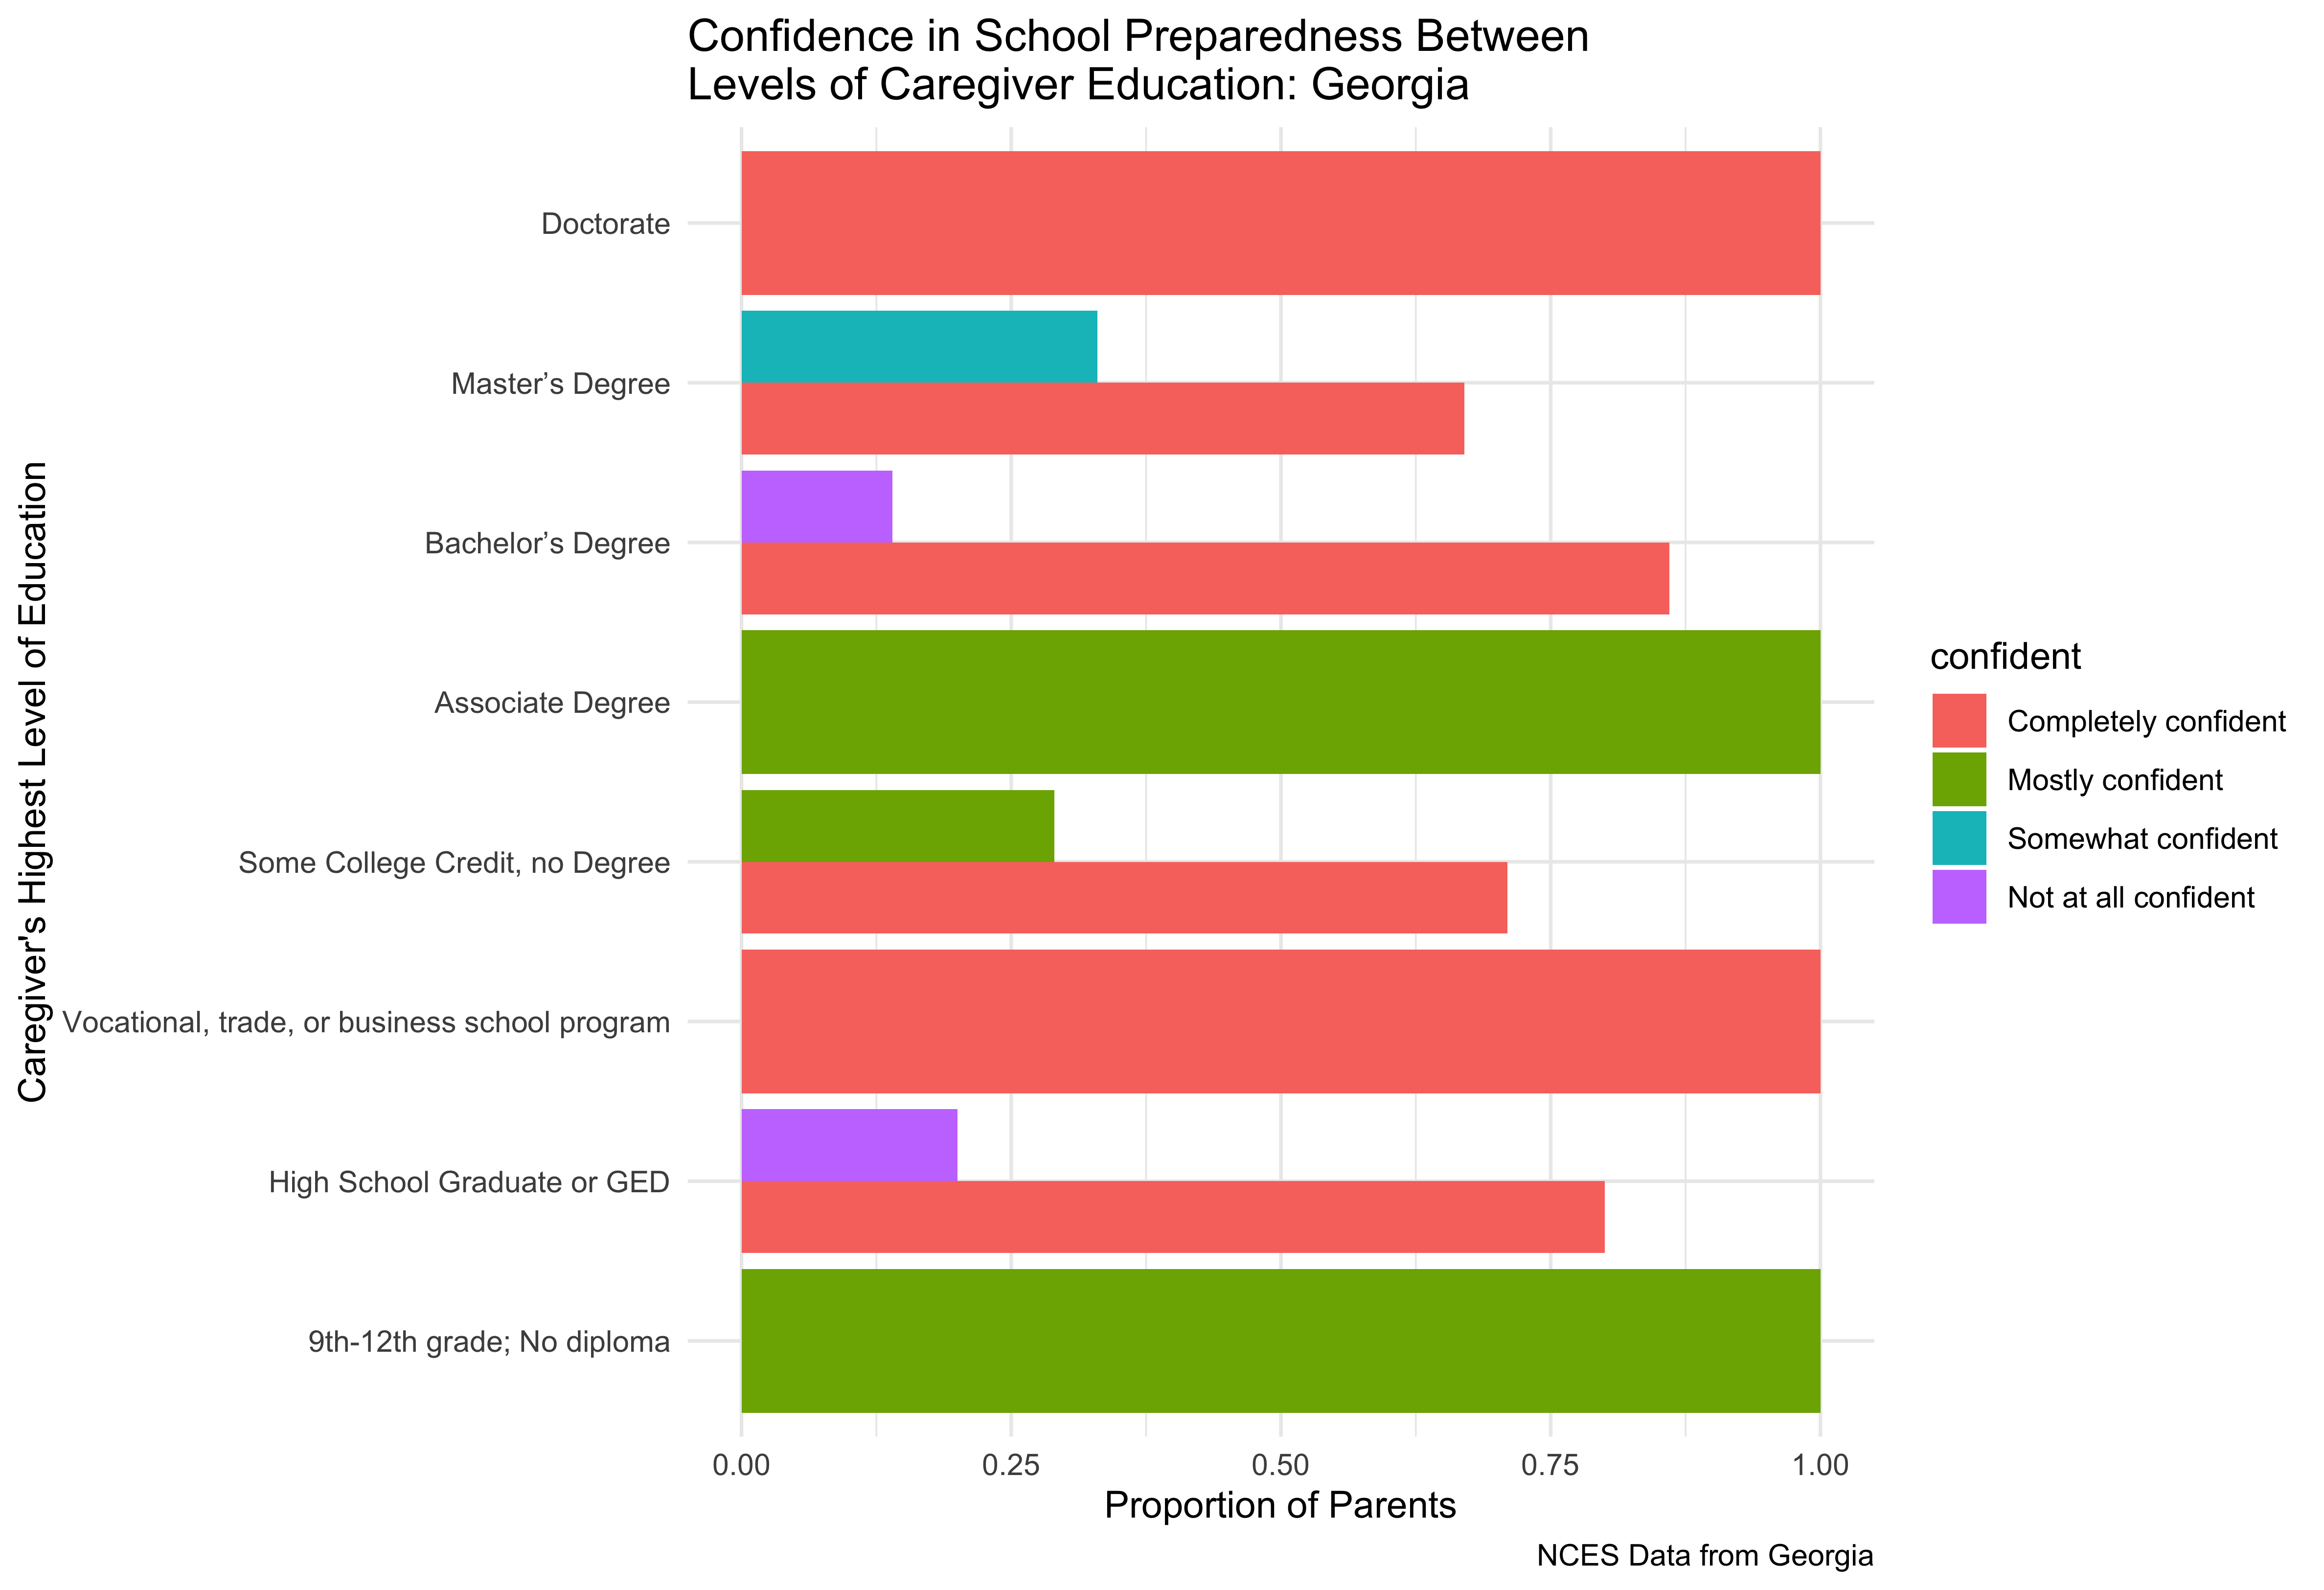 Confidence in School Preparedness Between
Levels of Caregiver Education: Georgia
Caregiver's Highest Level of Education
Doctorate
Master’s Degree
Bachelor’s Degree
Associate Degree
Some College Credit, no Degree
Vocational, trade, or business school program
High School Graduate or GED
9th-12th grade; No diploma
0.00 0.25 0.50 0.75 1.00
Proportion of Parents
confident
Completely confident
Mostly confident
Somewhat confident
Not at all confident
NCES Data from Georgia